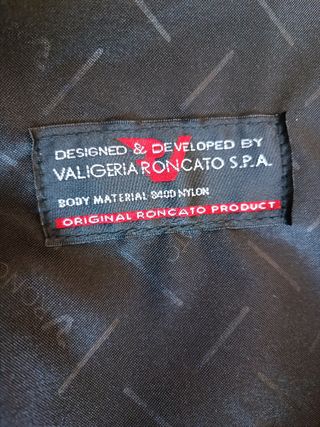 DESIGNED & DEVELOPED BY
VALIGERIA RONCATO S.P.A.
BODY MATERIAL 840D NYLON
ORIGINAL RONCATO PRODUCT